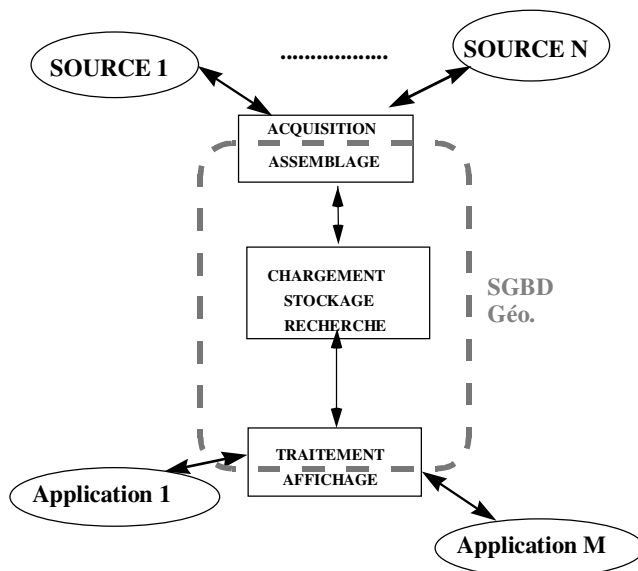 SOURCE 1
..................
SOURCE N
ACQUISITION
ASSEMBLAGE
CHARGEMENT
STOCKAGE
RECHERCHE
SGBD
Géo.
TRAITEMENT
AFFICHAGE
Application 1
Application M